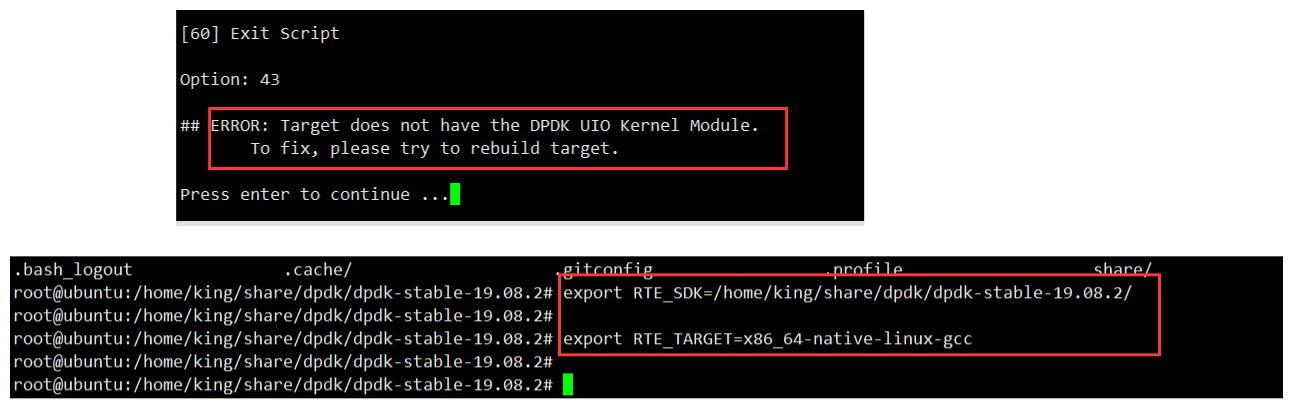 [60] Exit Script
Option: 43
## ERROR: Target does not have the DPDK UIO Kernel Module.
To fix, please try to rebuild target.
Press enter to continue ...
.bash_logout .cache/ .gitconfig .profile share/
root@ubuntu:/home/king/share/dpdk/dpdk-stable-19.08.2# export RTE_SDK=/home/king/share/dpdk/dpdk-stable-19.08.2/
root@ubuntu:/home/king/share/dpdk/dpdk-stable-19.08.2#
root@ubuntu:/home/king/share/dpdk/dpdk-stable-19.08.2# export RTE_TARGET=x86_64-native-linux-gcc
root@ubuntu:/home/king/share/dpdk/dpdk-stable-19.08.2#
root@ubuntu:/home/king/share/dpdk/dpdk-stable-19.08.2#